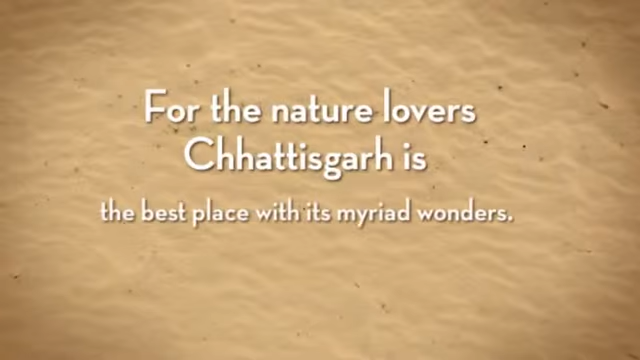 For the nature lovers
Chhattisgarh is
the best place with its myriad wonders.